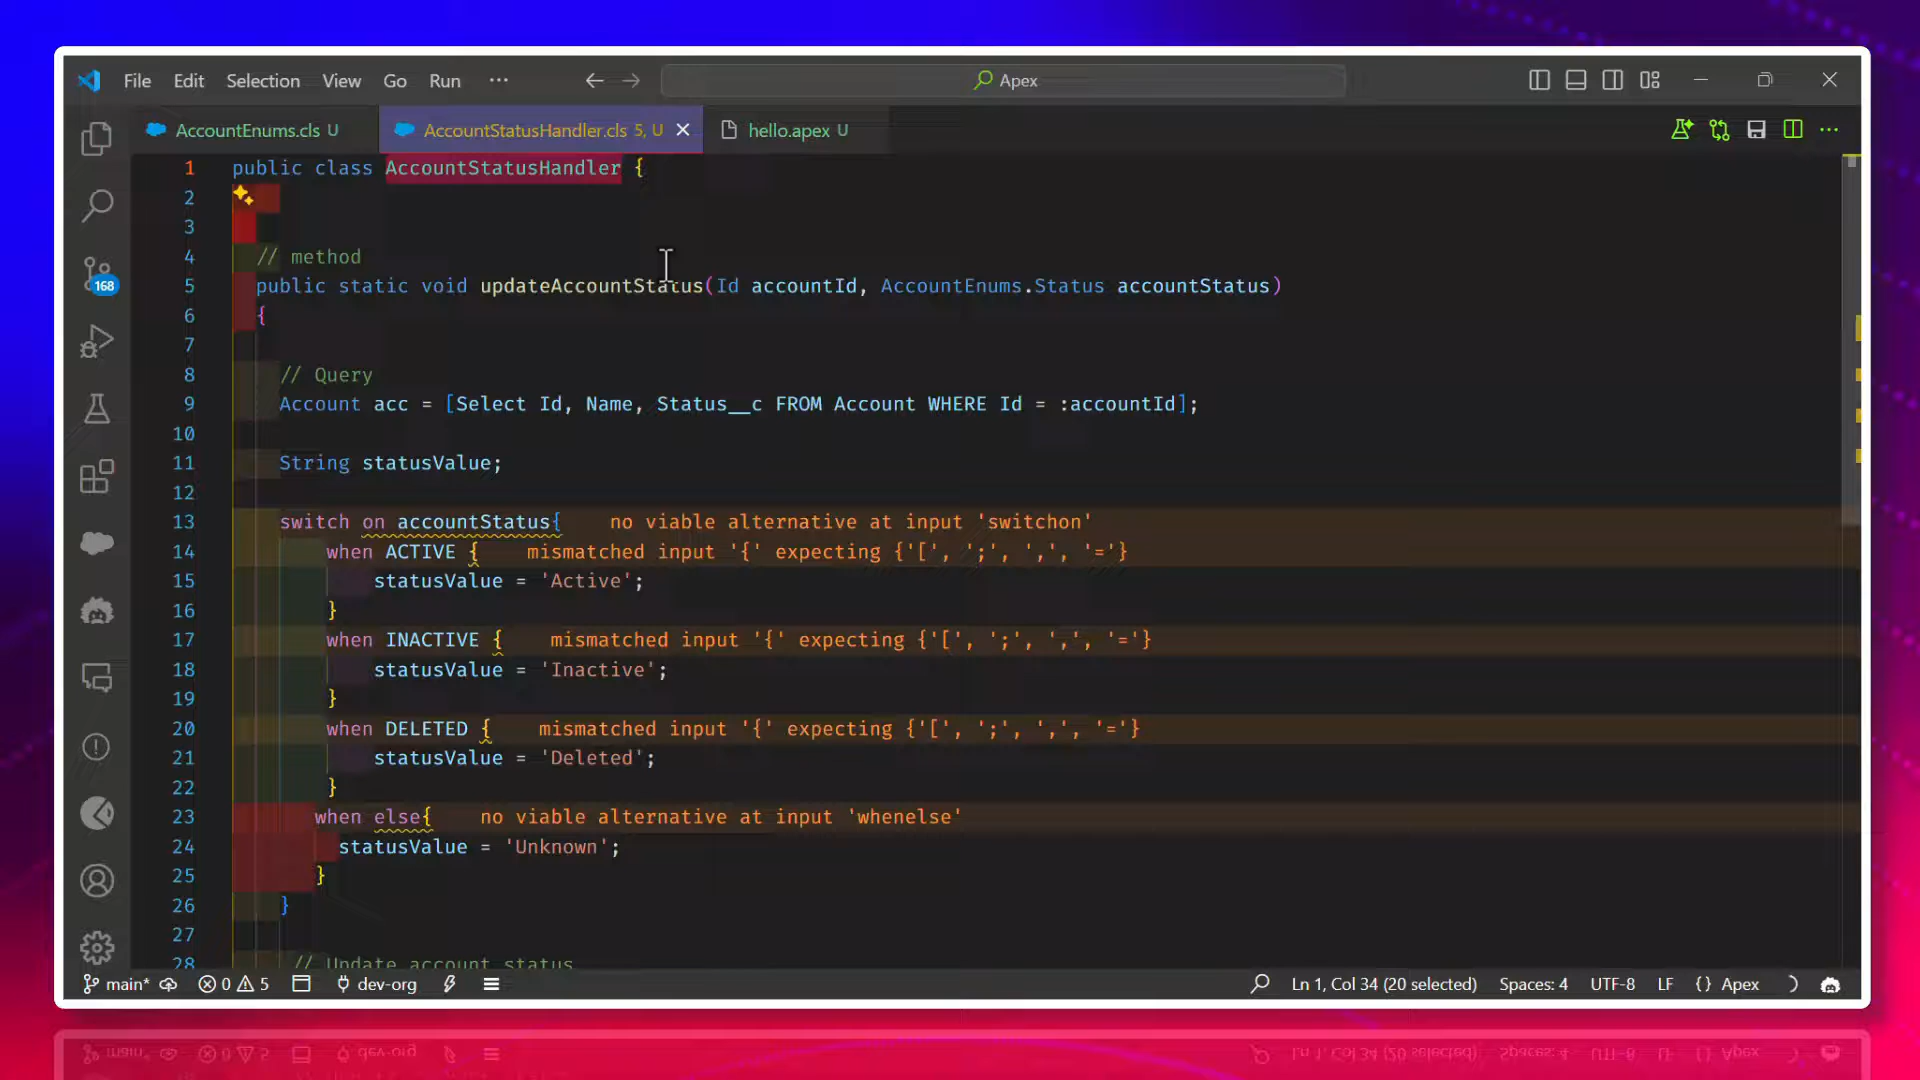 File Edit Selection View Go Run ··· Apex
AccountEnums.cls U AccountStatusHandler.cls 5, U hello.apex U
1 public class AccountStatusHandler {
2
3
4 // method
5 public static void updateAccountStatus(Id accountId, AccountEnums.Status accountStatus)
6 {
7
8 // Query
9 Account acc = [Select Id, Name, Status__c FROM Account WHERE Id = :accountId];
10
11 String statusValue;
12
13 switch on accountStatus{ no viable alternative at input 'switchon'
14 when ACTIVE { mismatched input '{' expecting {'[', ';', ',', '='}
15 statusValue = 'Active';
16 }
17 when INACTIVE { mismatched input '{' expecting {'[', ';', ',', '='}
18 statusValue = 'Inactive';
19 }
20 when DELETED { mismatched input '{' expecting {'[', ';', ',', '='}
21 statusValue = 'Deleted';
22 }
23 when else{ no viable alternative at input 'whenelse'
24 statusValue = 'Unknown';
25 }
26 }
27
28 // Update account status
168
main* 0 5 dev-org Ln 1, Col 34 (20 selected) Spaces: 4 UTF-8 LF {} Apex